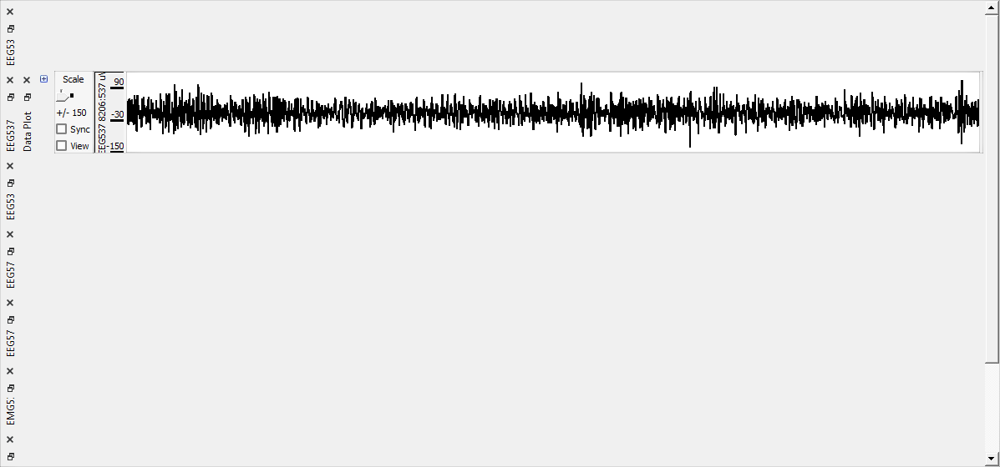 EEG53
EEG537
Data Plot
Scale
+/- 150
Sync
View
EEG537 8206:537 uV
90
-30
-150
EEG53
EEG57
EEG57
EMG5